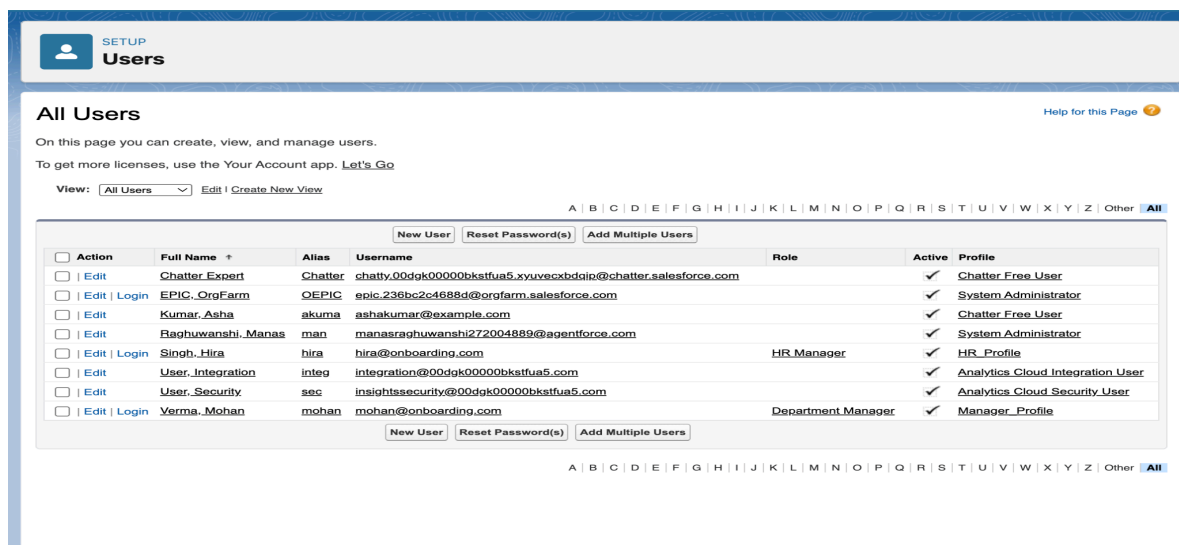 SETUP
Users
All Users
Help for this Page ?
On this page you can create, view, and manage users.
To get more licenses, use the Your Account app. Let's Go
View: All Users Edit | Create New View
A | B | C | D | E | F | G | H | I | J | K | L | M | N | O | P | Q | R | S | T | U | V | W | X | Y | Z | Other All
New User Reset Password(s) Add Multiple Users
Action Full Name ↑ Alias Username Role Active Profile
| Edit Chatter Expert Chatter chatty.00dgk00000bkstfua5.xyuvecxbdqip@chatter.salesforce.com ✓ Chatter Free User
| Edit | Login EPIC, OrgFarm OEPIC epic.236bc2c4688d@orgfarm.salesforce.com ✓ System Administrator
| Edit Kumar, Asha akuma ashakumar@example.com ✓ Chatter Free User
| Edit Raghuwanshi, Manas man manasraghuwanshi272004889@agentforce.com ✓ System Administrator
| Edit | Login Singh, Hira hira hira@onboarding.com HR Manager ✓ HR_Profile
| Edit User, Integration integ integration@00dgk00000bkstfua5.com ✓ Analytics Cloud Integration User
| Edit User, Security sec insightssecurity@00dgk00000bkstfua5.com ✓ Analytics Cloud Security User
| Edit | Login Verma, Mohan mohan mohan@onboarding.com Department Manager ✓ Manager_Profile
New User Reset Password(s) Add Multiple Users
A | B | C | D | E | F | G | H | I | J | K | L | M | N | O | P | Q | R | S | T | U | V | W | X | Y | Z | Other All